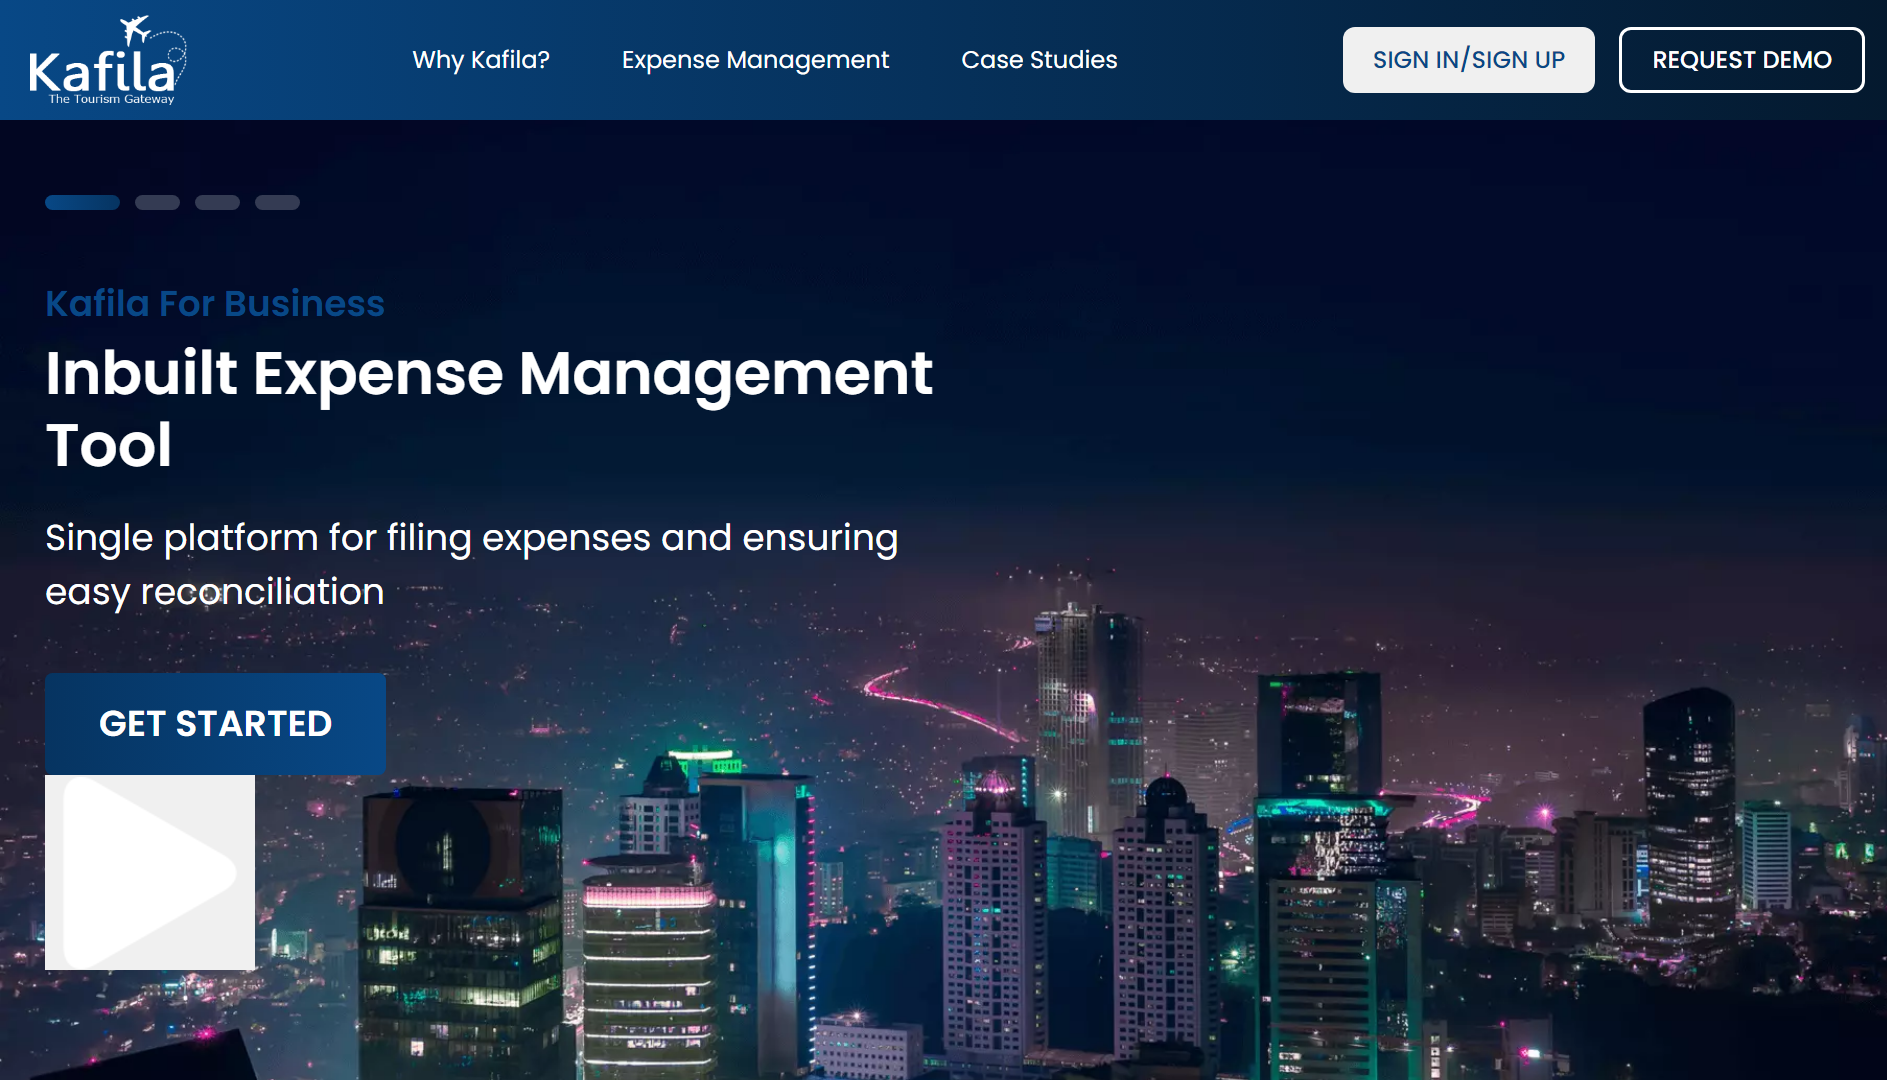 Kafila
The Tourism Gateway
Why Kafila?
Expense Management
Case Studies
SIGN IN/SIGN UP
REQUEST DEMO
Kafila For Business
Inbuilt Expense Management
Tool
Single platform for filing expenses and ensuring
easy reconciliation
GET STARTED